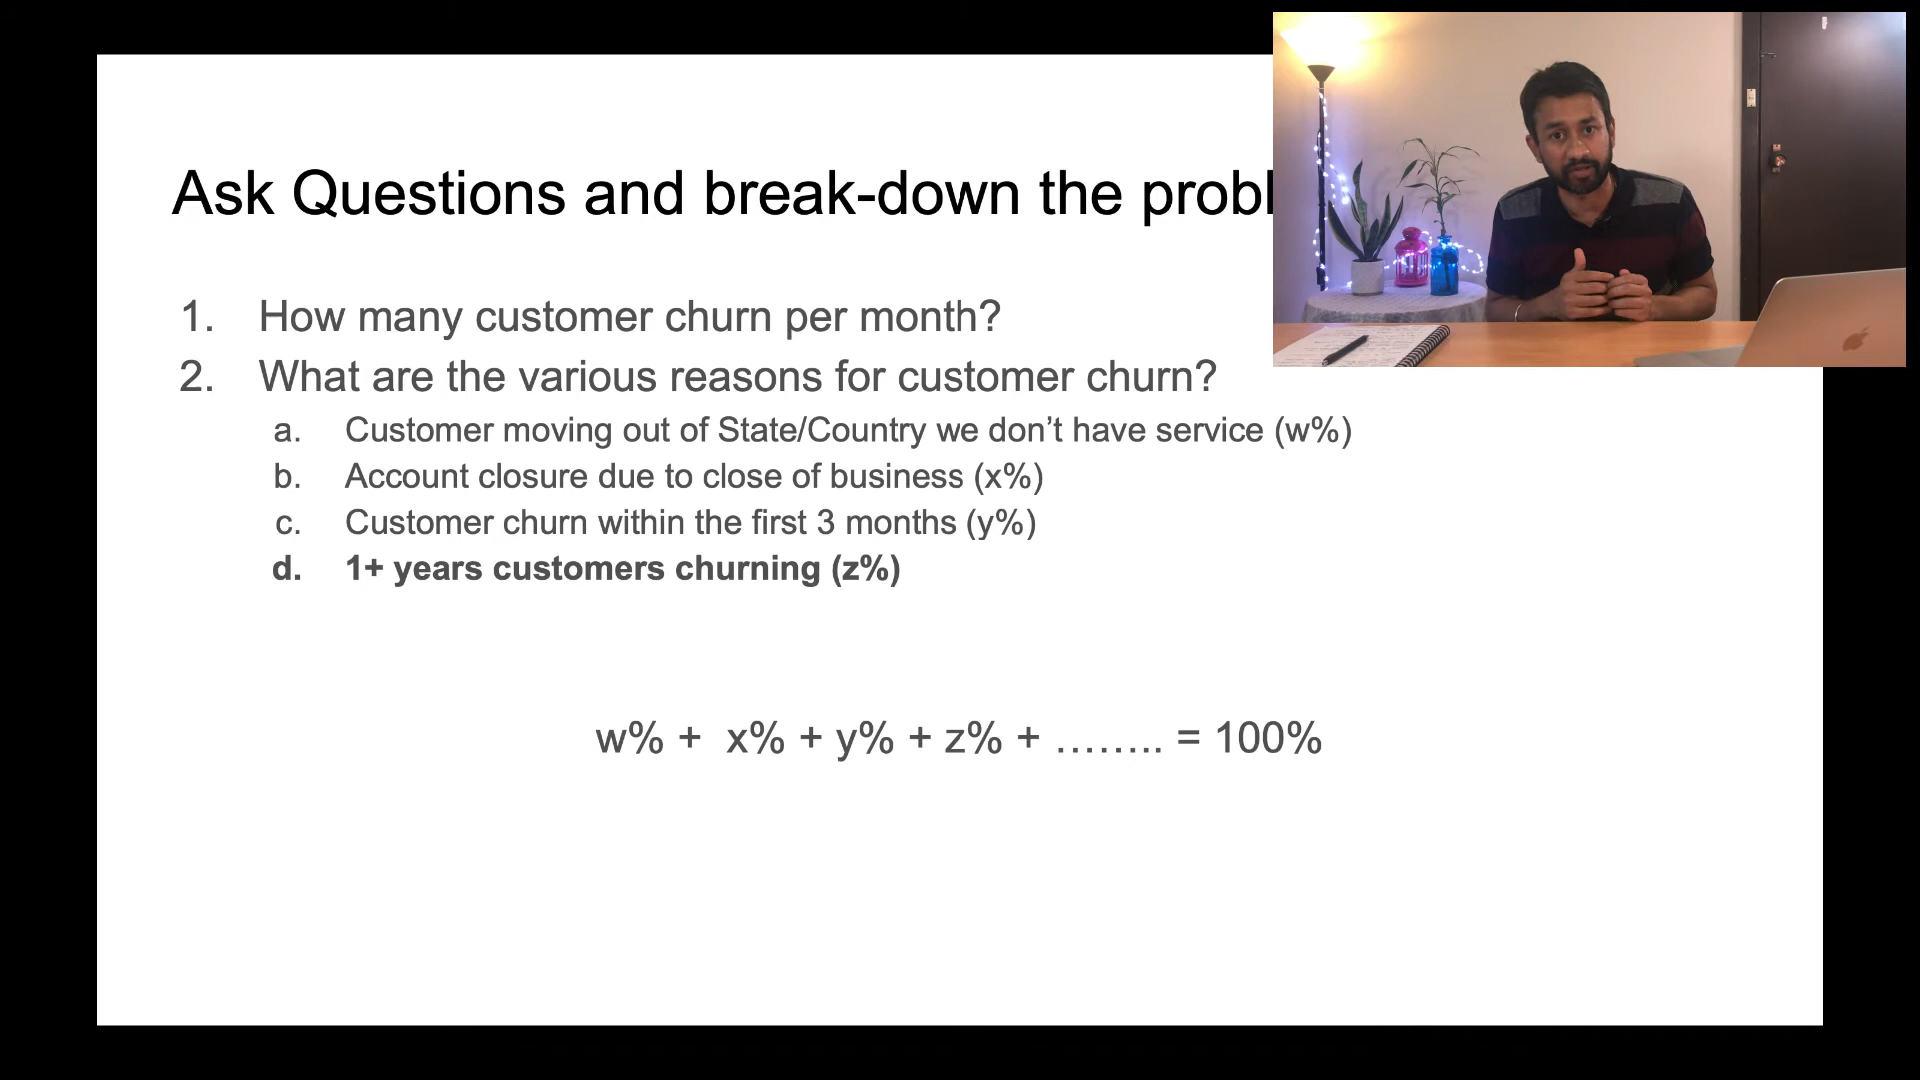 Ask Questions and break-down the probl
1. How many customer churn per month?
2. What are the various reasons for customer churn?
a. Customer moving out of State/Country we don’t have service (w%)
b. Account closure due to close of business (x%)
c. Customer churn within the first 3 months (y%)
d. 1+ years customers churning (z%)
w% + x% + y% + z% + ........ = 100%